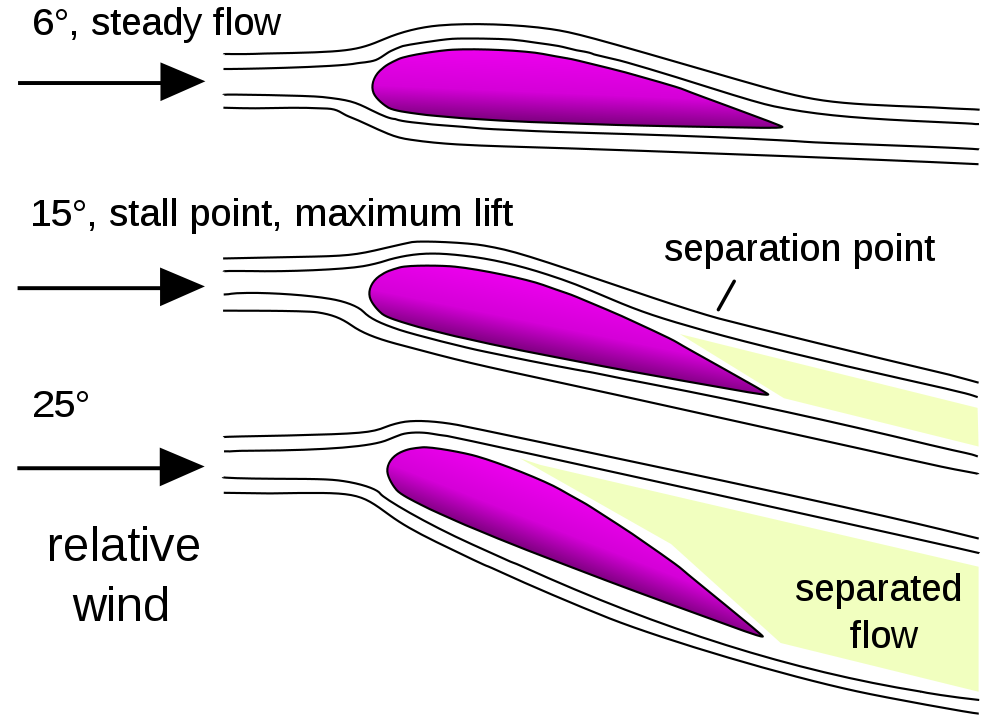 6°, steady flow
15°, stall point, maximum lift
separation point
25°
relative
wind
separated
flow